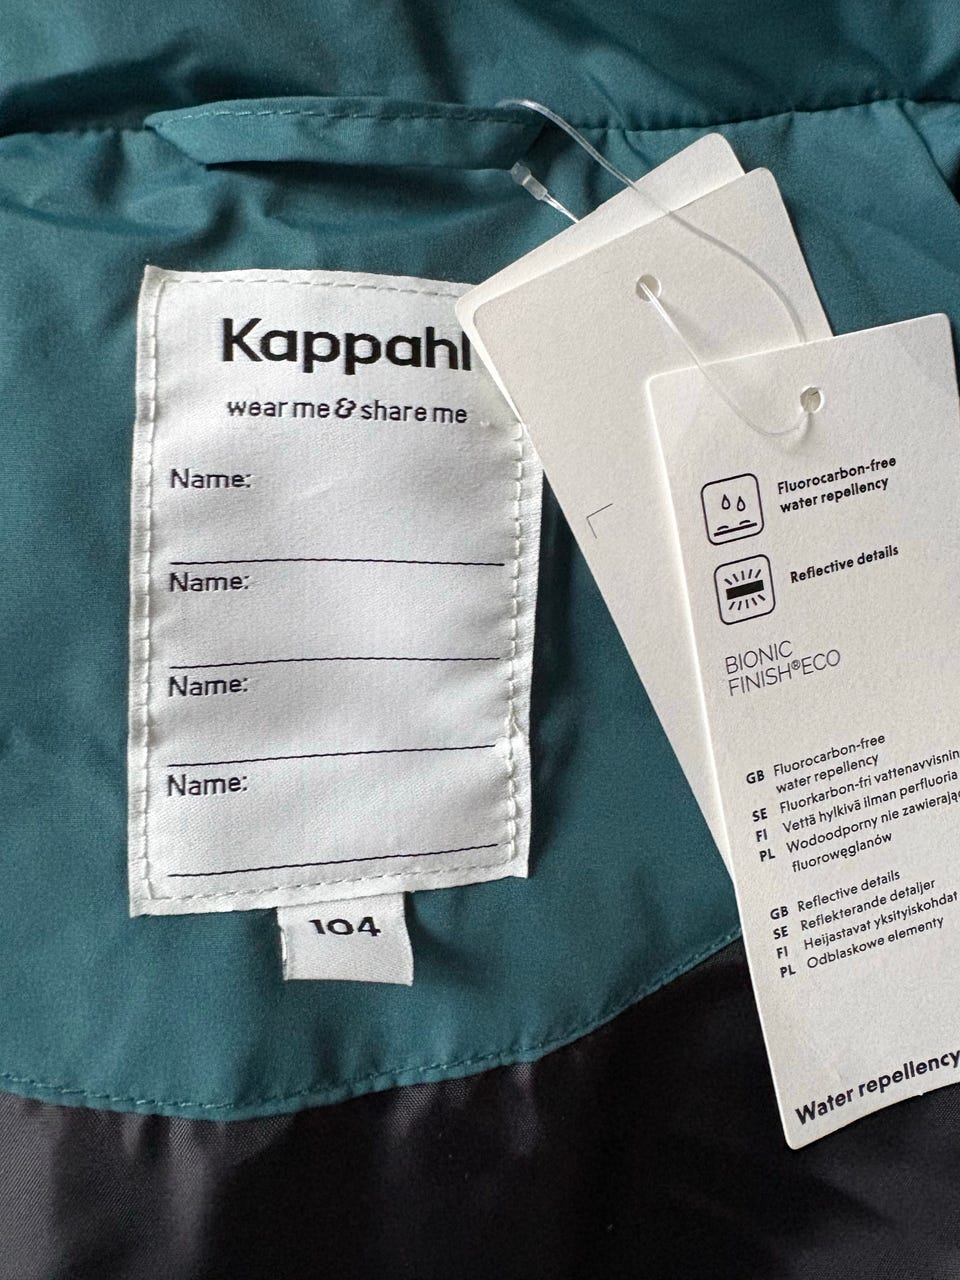 Kappahl
wear me & share me
Name:
Name:
Name:
Name:
104
Fluorocarbon-free
water repellency
Reflective details
BIONIC
FINISH®ECO
GB Fluorocarbon-free
water repellency
SE Fluorkarbon-fri vattenavvisnin
FI Vettä hylkivä ilman perfluoria
PL Wodoodporny nie zawierając
fluorowęglanów
GB Reflective details
SE Reflekterande detaljer
FI Heijastavat yksityiskohdat
PL Odblaskowe elementy
Water repellency